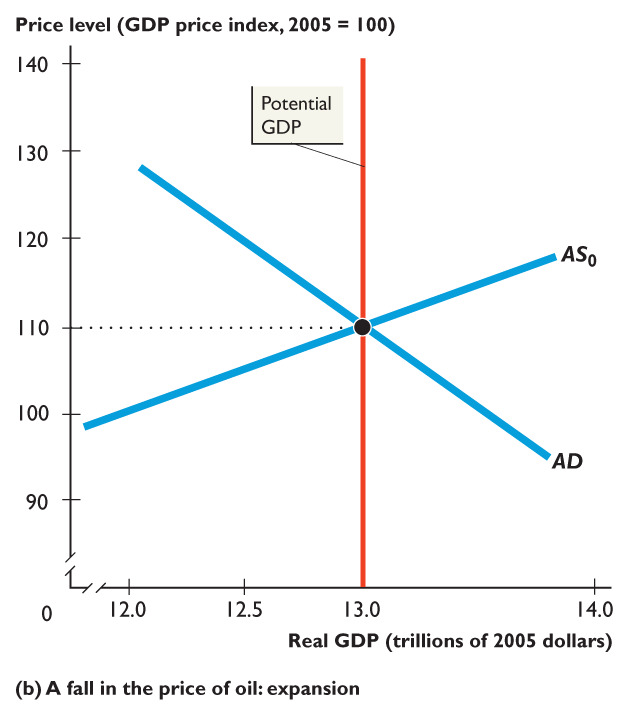 Price level (GDP price index, 2005 = 100)
140
Potential
GDP
130
120
AS₀
110
100
AD
90
0
12.0 12.5 13.0 14.0
Real GDP (trillions of 2005 dollars)
(b) A fall in the price of oil: expansion